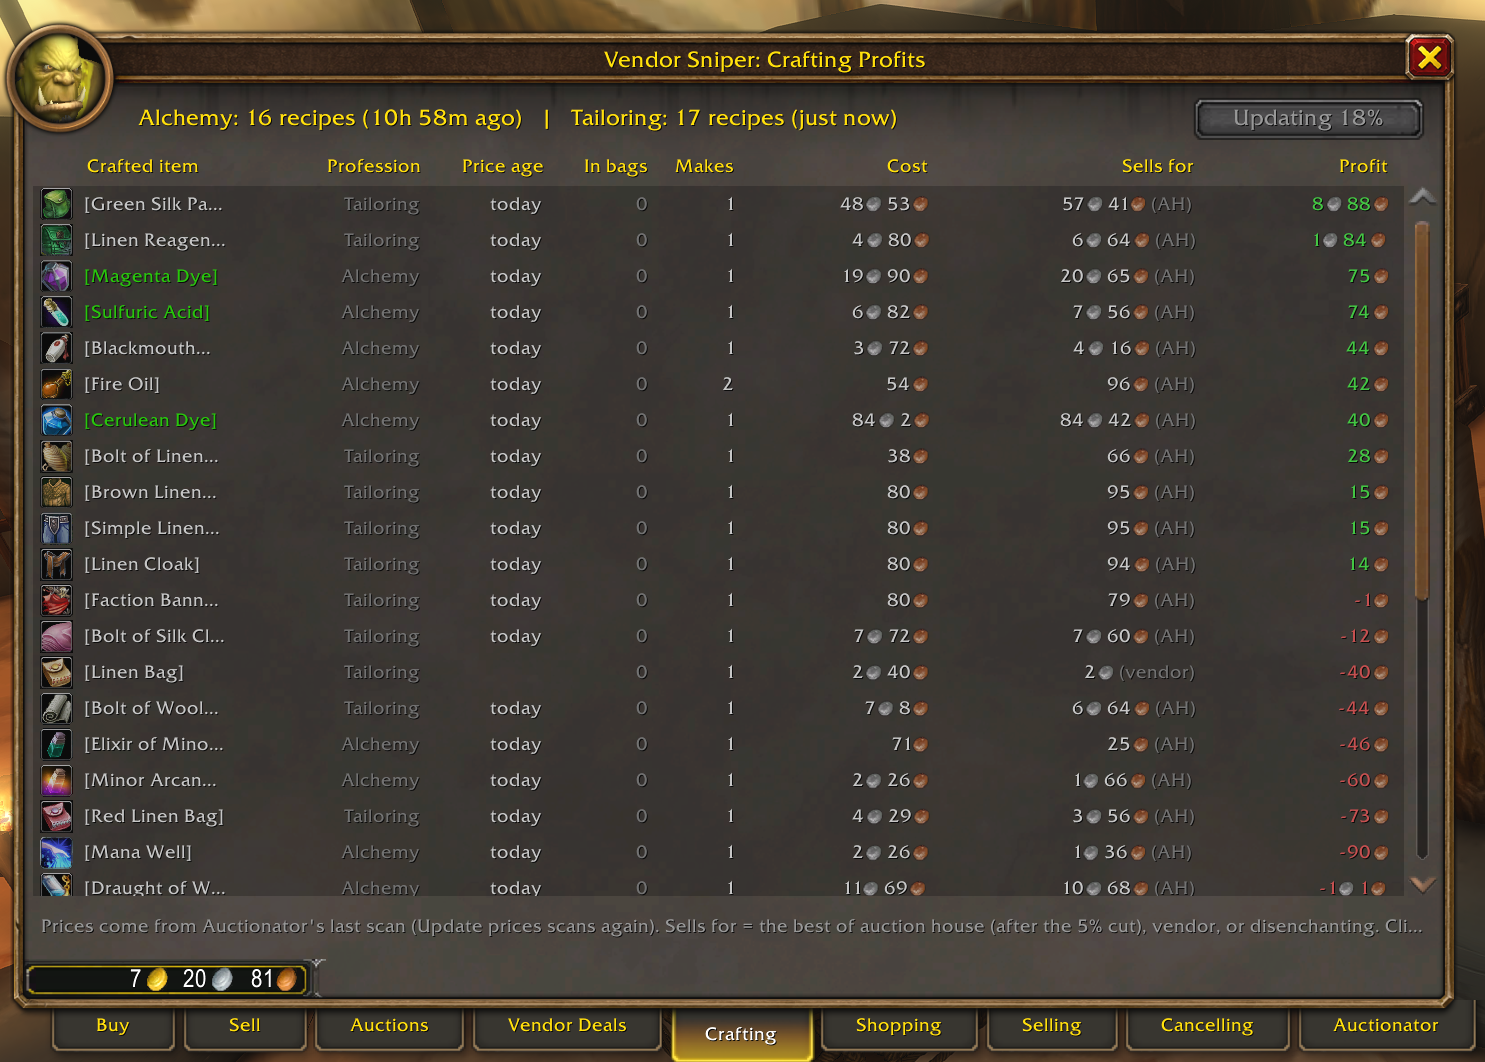 Vendor Sniper: Crafting Profits
Alchemy: 16 recipes (10h 58m ago) | Tailoring: 17 recipes (just now) Updating 18%
Crafted item Profession Price age In bags Makes Cost Sells for Profit
[Green Silk Pa... Tailoring today 0 1 48 53 57 41 (AH) 8 88
[Linen Reagen... Tailoring today 0 1 4 80 6 64 (AH) 1 84
[Magenta Dye] Alchemy today 0 1 19 90 20 65 (AH) 75
[Sulfuric Acid] Alchemy today 0 1 6 82 7 56 (AH) 74
[Blackmouth... Alchemy today 0 1 3 72 4 16 (AH) 44
[Fire Oil] Alchemy today 0 2 54 96 (AH) 42
[Cerulean Dye] Alchemy today 0 1 84 2 84 42 (AH) 40
[Bolt of Linen... Tailoring today 0 1 38 66 (AH) 28
[Brown Linen... Tailoring today 0 1 80 95 (AH) 15
[Simple Linen... Tailoring today 0 1 80 95 (AH) 15
[Linen Cloak] Tailoring today 0 1 80 94 (AH) 14
[Faction Bann... Tailoring today 0 1 80 79 (AH) -1
[Bolt of Silk Cl... Tailoring today 0 1 7 72 7 60 (AH) -12
[Linen Bag] Tailoring 0 1 2 40 2 (vendor) -40
[Bolt of Wool... Tailoring today 0 1 7 8 6 64 (AH) -44
[Elixir of Mino... Alchemy today 0 1 71 25 (AH) -46
[Minor Arcan... Alchemy today 0 1 2 26 1 66 (AH) -60
[Red Linen Bag] Tailoring today 0 1 4 29 3 56 (AH) -73
[Mana Well] Alchemy today 0 1 2 26 1 36 (AH) -90
[Draught of W... Alchemy today 0 1 11 69 10 68 (AH) -1 1
Prices come from Auctionator's last scan (Update prices scans again). Sells for = the best of auction house (after the 5% cut), vendor, or disenchanting. Cli...
7 20 81
Buy Sell Auctions Vendor Deals Crafting Shopping Selling Cancelling Auctionator